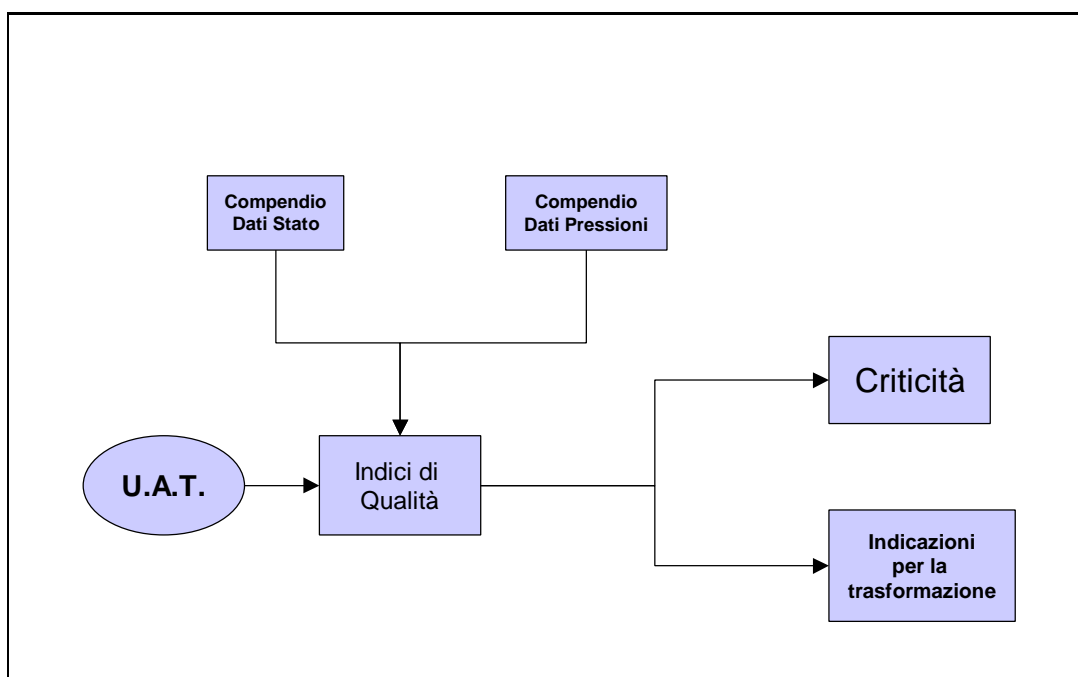 Compendio
Dati Stato
Compendio
Dati Pressioni
Criticità
U.A.T.
Indici di
Qualità
Indicazioni
per la
trasformazione